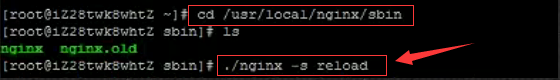 [root@iZ28twk8whtZ ~]# cd /usr/local/nginx/sbin
[root@iZ28twk8whtZ sbin]# ls
nginx nginx.old
[root@iZ28twk8whtZ sbin]# ./nginx -s reload